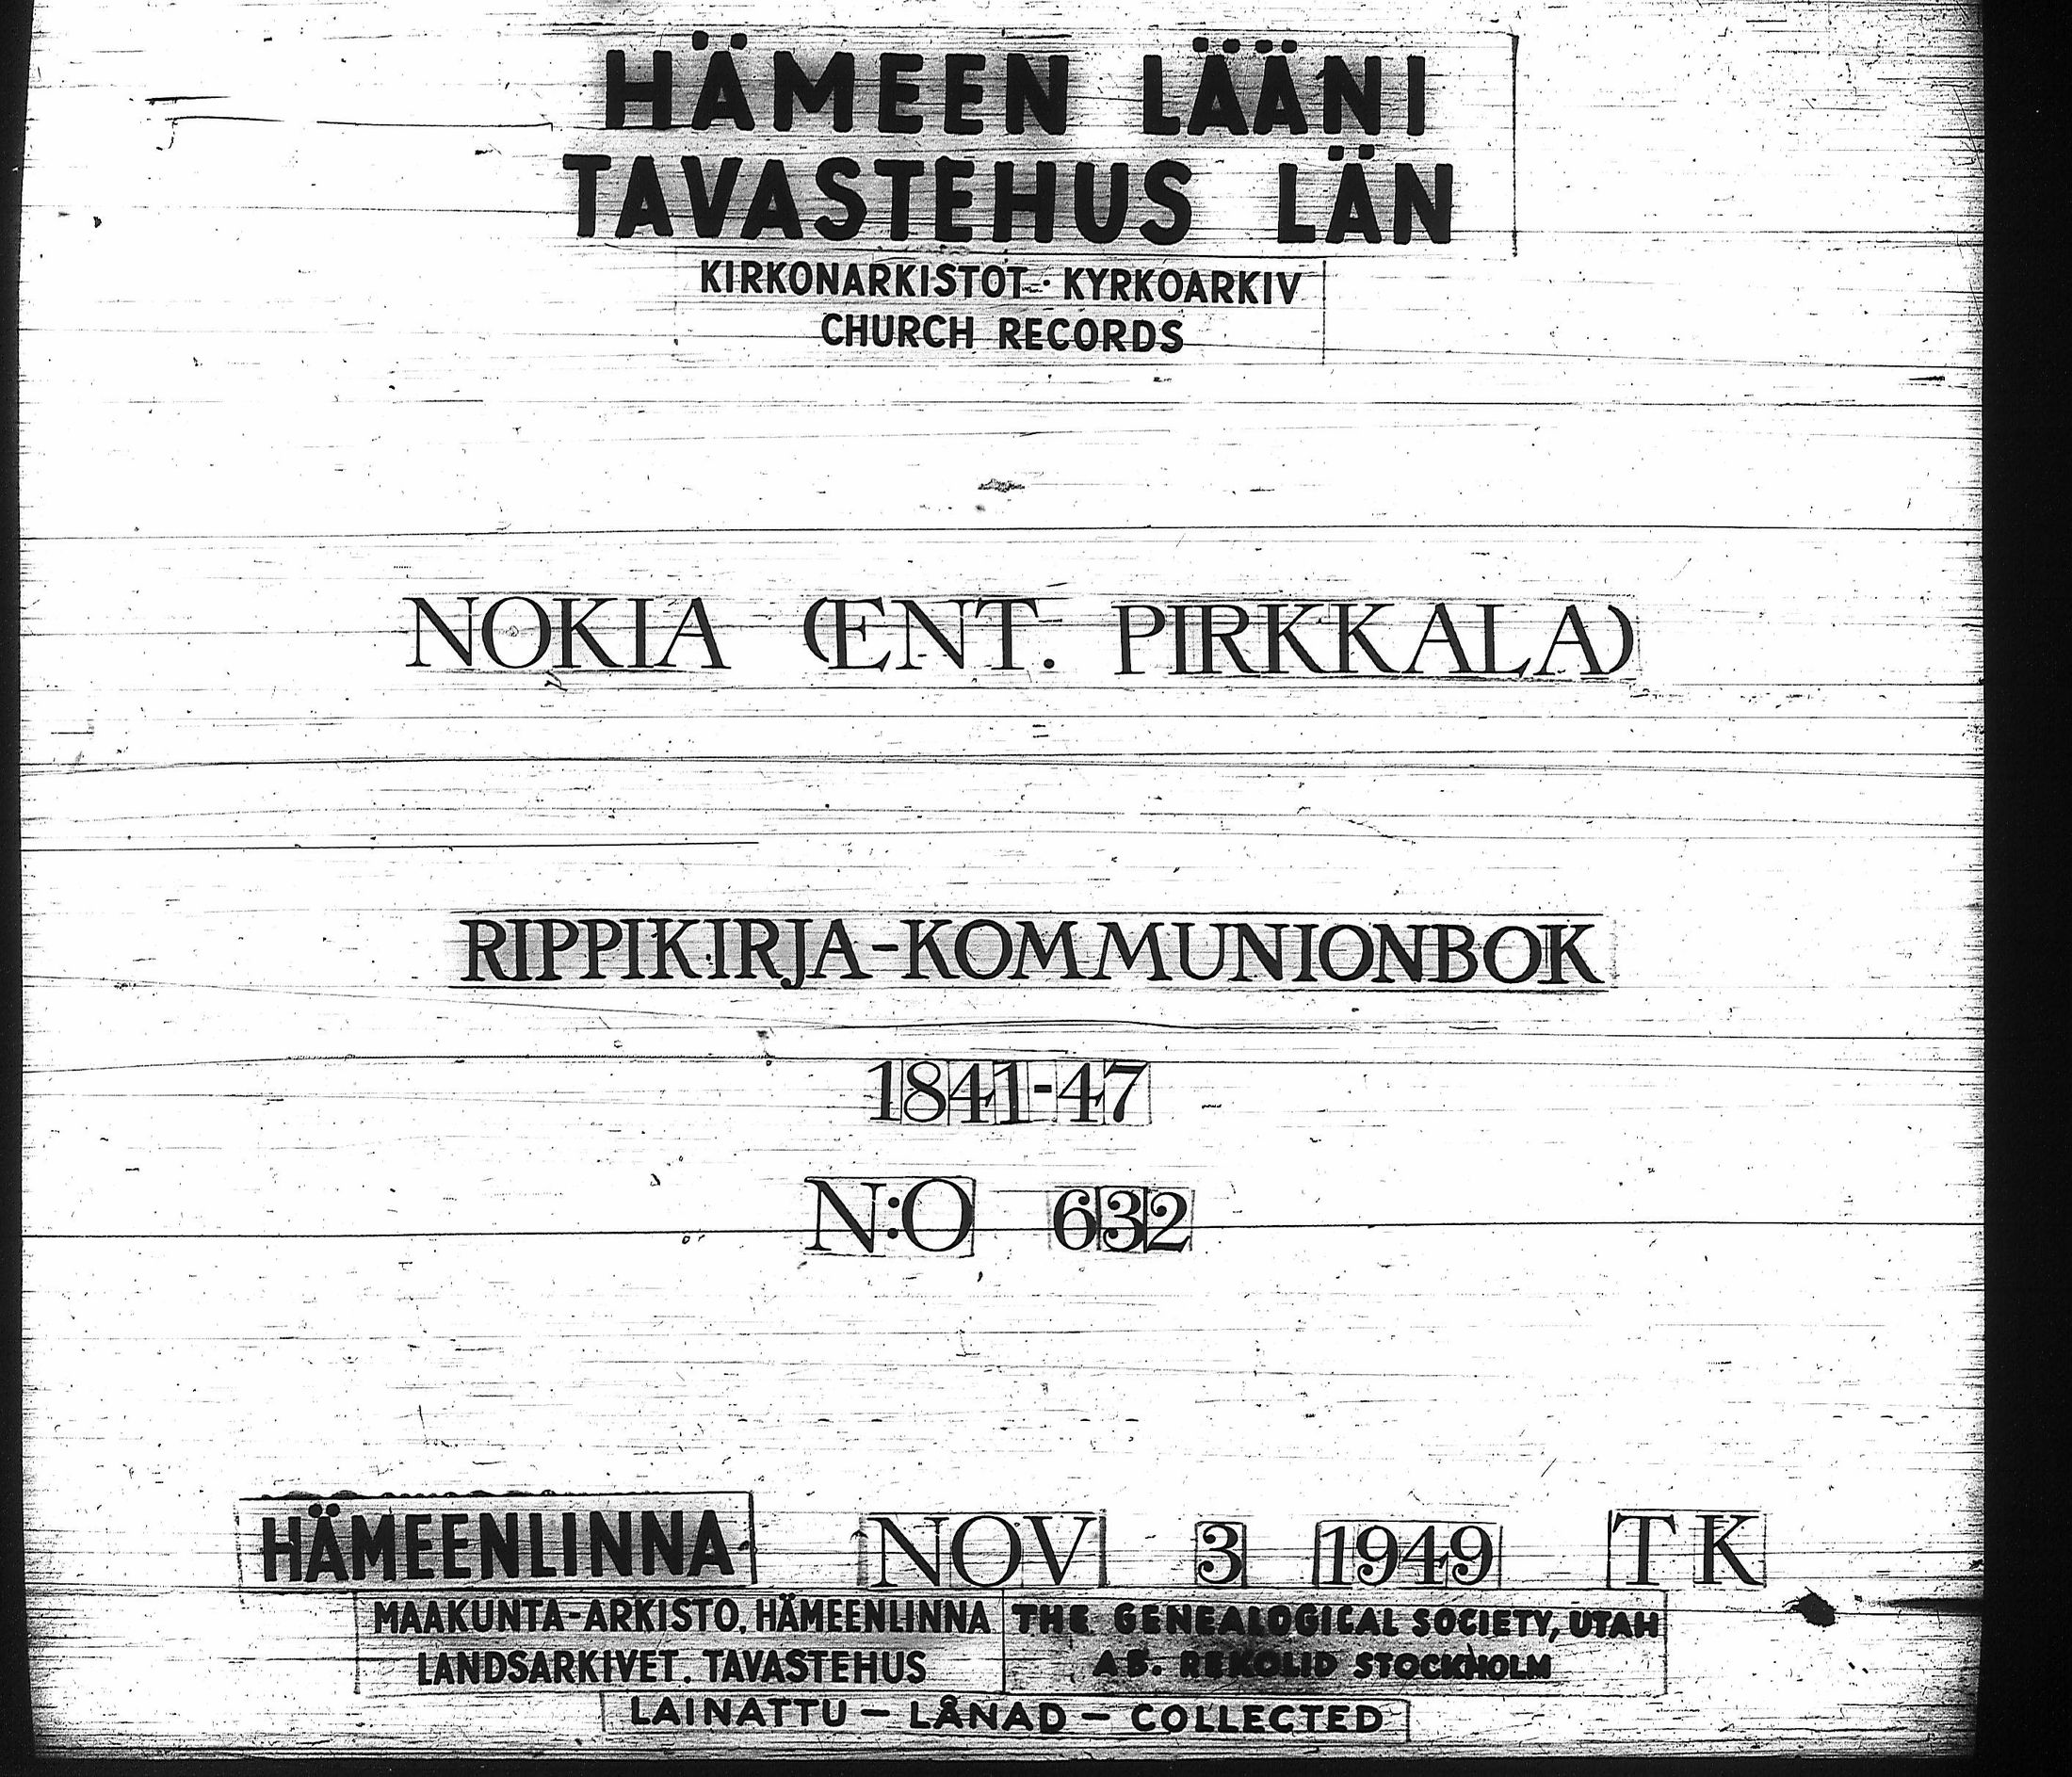 HÄMEEN LÄÄNI
TAVASTEHUS LÄN
KIRKONARKISTOT · KYRKOARKIV
CHURCH RECORDS
NOKIA (ENT. PIRKKALA)
RIPPIKIRJA-KOMMUNIONBOK
1841-47
N:O 632
HÄMEENLINNA NOV 3 1949 TK
MAAKUNTA-ARKISTO, HÄMEENLINNA
LANDSARKIVET. TAVASTEHUS
THE GENEALOGICAL SOCIETY, UTAH
AB. REKOLID STOCKHOLM
LAINATTU - LÅNAD - COLLECTED